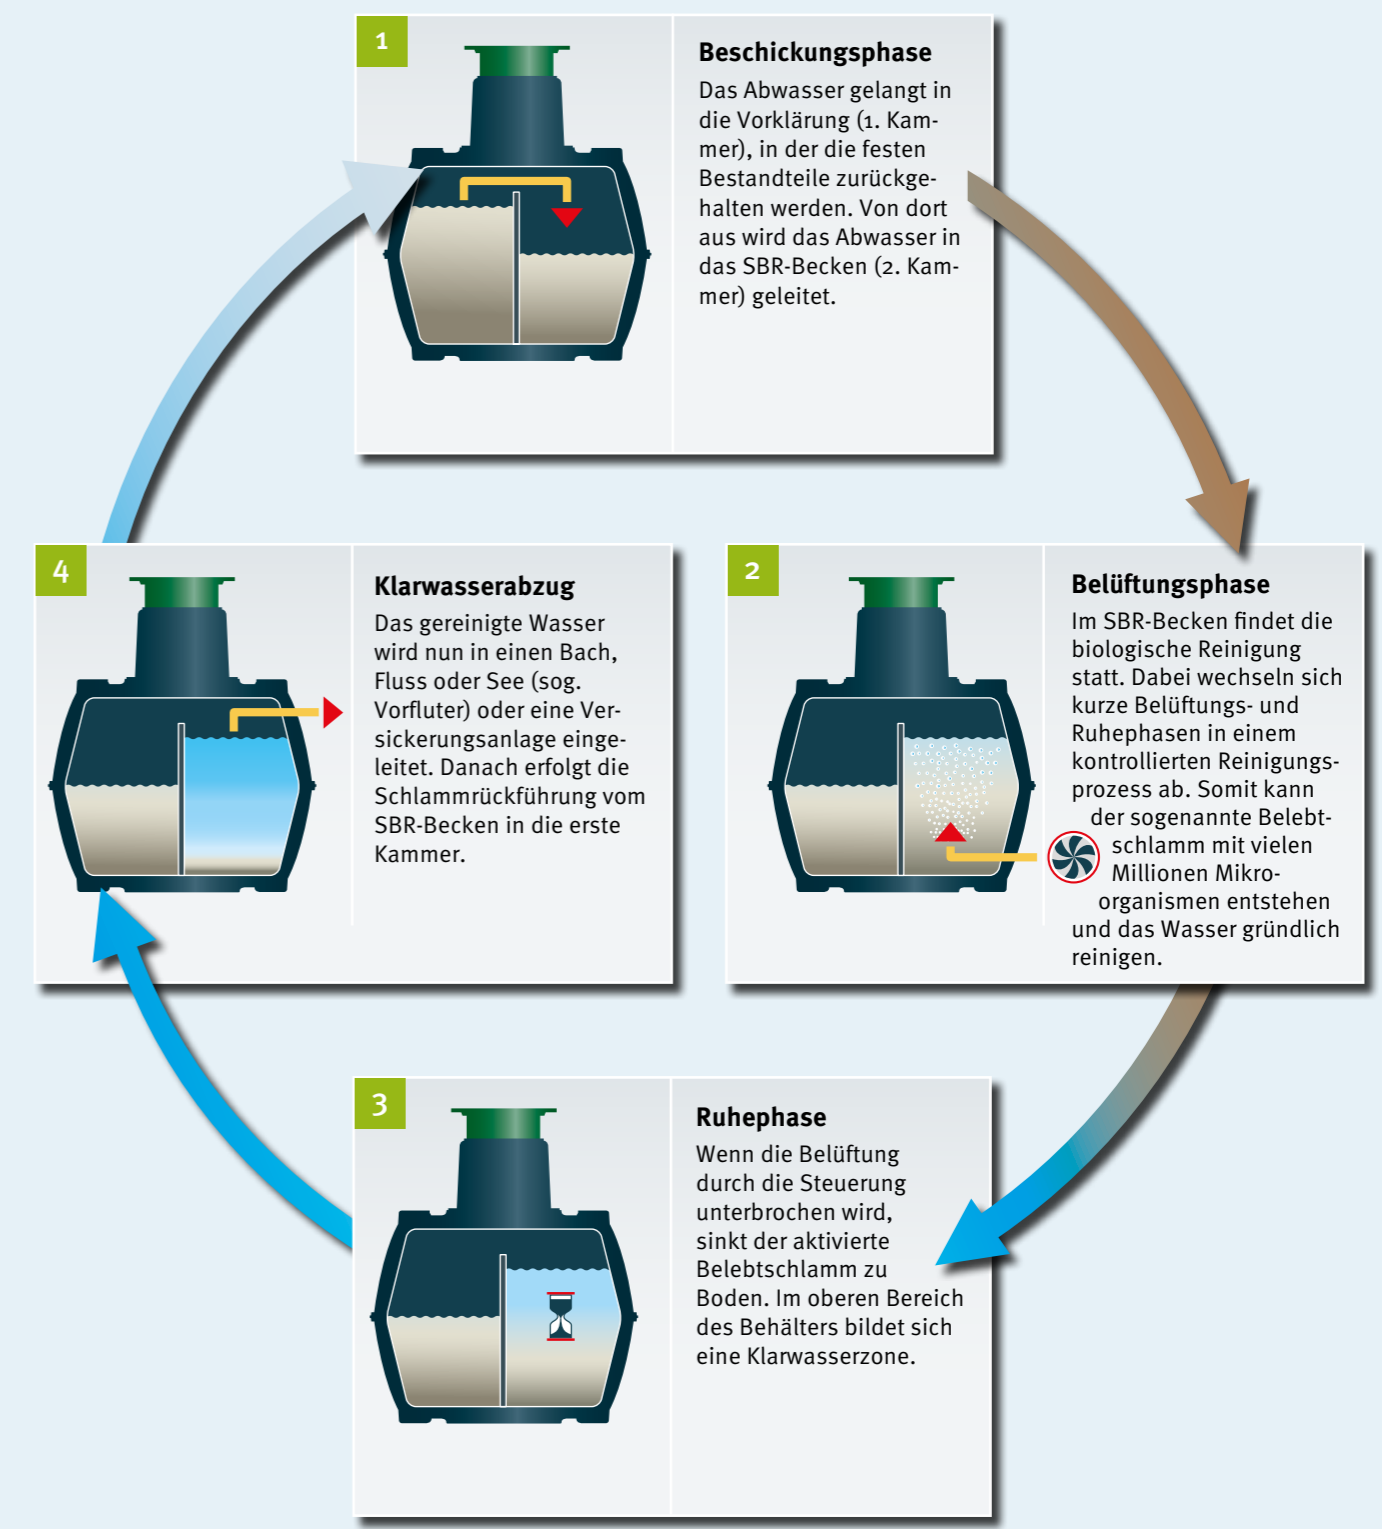 1
Beschickungsphase
Das Abwasser gelangt in
die Vorklärung (1. Kam-
mer), in der die festen
Bestandteile zurückge-
halten werden. Von dort
aus wird das Abwasser in
das SBR-Becken (2. Kam-
mer) geleitet.
2
Belüftungsphase
Im SBR-Becken findet die
biologische Reinigung
statt. Dabei wechseln sich
kurze Belüftungs- und
Ruhephasen in einem
kontrollierten Reinigungs-
prozess ab. Somit kann
der sogenannte Belebt-
schlamm mit vielen
Millionen Mikro-
organismen entstehen
und das Wasser gründlich
reinigen.
3
Ruhephase
Wenn die Belüftung
durch die Steuerung
unterbrochen wird,
sinkt der aktivierte
Belebtschlamm zu
Boden. Im oberen Bereich
des Behälters bildet sich
eine Klarwasserzone.
4
Klarwasserabzug
Das gereinigte Wasser
wird nun in einen Bach,
Fluss oder See (sog.
Vorfluter) oder eine Ver-
sickerungsanlage einge-
leitet. Danach erfolgt die
Schlammrückführung vom
SBR-Becken in die erste
Kammer.